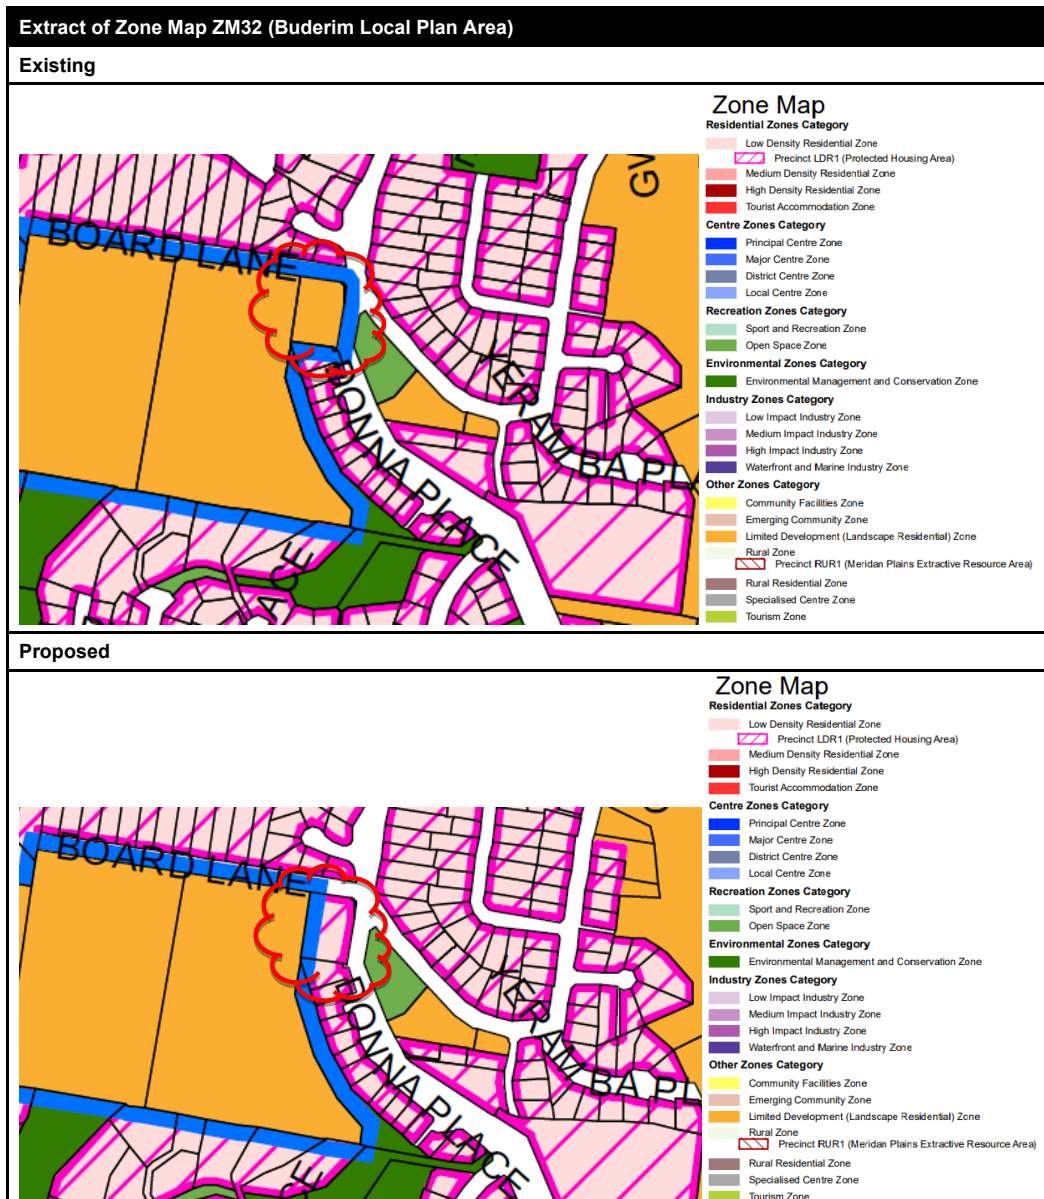 Extract of Zone Map ZM32 (Buderim Local Plan Area)
Existing
Zone Map
Residential Zones Category
Low Density Residential Zone
Precinct LDR1 (Protected Housing Area)
Medium Density Residential Zone
High Density Residential Zone
Tourist Accommodation Zone
Centre Zones Category
Principal Centre Zone
Major Centre Zone
District Centre Zone
Local Centre Zone
Recreation Zones Category
Sport and Recreation Zone
Open Space Zone
Environmental Zones Category
Environmental Management and Conservation Zone
Industry Zones Category
Low Impact Industry Zone
Medium Impact Industry Zone
High Impact Industry Zone
Waterfront and Marine Industry Zone
Other Zones Category
Community Facilities Zone
Emerging Community Zone
Limited Development (Landscape Residential) Zone
Rural Zone
Precinct RUR1 (Meridan Plains Extractive Resource Area)
Rural Residential Zone
Specialised Centre Zone
Tourism Zone
BOARD LANE
DONNA PLACE
YERAMBA PL
ACE
Proposed
Zone Map
Residential Zones Category
Low Density Residential Zone
Precinct LDR1 (Protected Housing Area)
Medium Density Residential Zone
High Density Residential Zone
Tourist Accommodation Zone
Centre Zones Category
Principal Centre Zone
Major Centre Zone
District Centre Zone
Local Centre Zone
Recreation Zones Category
Sport and Recreation Zone
Open Space Zone
Environmental Zones Category
Environmental Management and Conservation Zone
Industry Zones Category
Low Impact Industry Zone
Medium Impact Industry Zone
High Impact Industry Zone
Waterfront and Marine Industry Zone
Other Zones Category
Community Facilities Zone
Emerging Community Zone
Limited Development (Landscape Residential) Zone
Rural Zone
Precinct RUR1 (Meridan Plains Extractive Resource Area)
Rural Residential Zone
Specialised Centre Zone
Tourism Zone
BOARD LANE
DONNA PLACE
YERAMBA PL